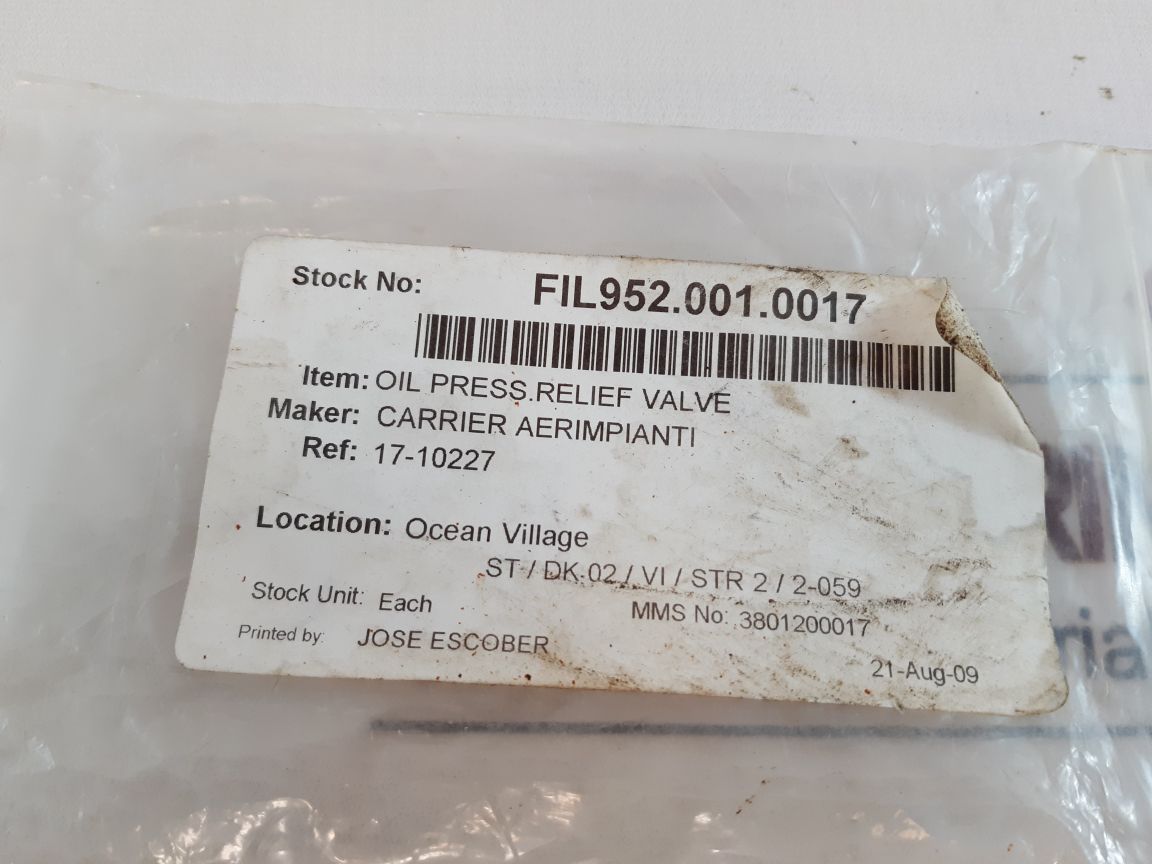 Stock No: FIL952.001.0017
Item: OIL PRESS.RELIEF VALVE
Maker: CARRIER AERIMPIANTI
Ref: 17-10227
Location: Ocean Village
ST / DK 02 / VI / STR 2 / 2-059
Stock Unit: Each MMS No: 3801200017
Printed by: JOSE ESCOBER
21-Aug-09
ria